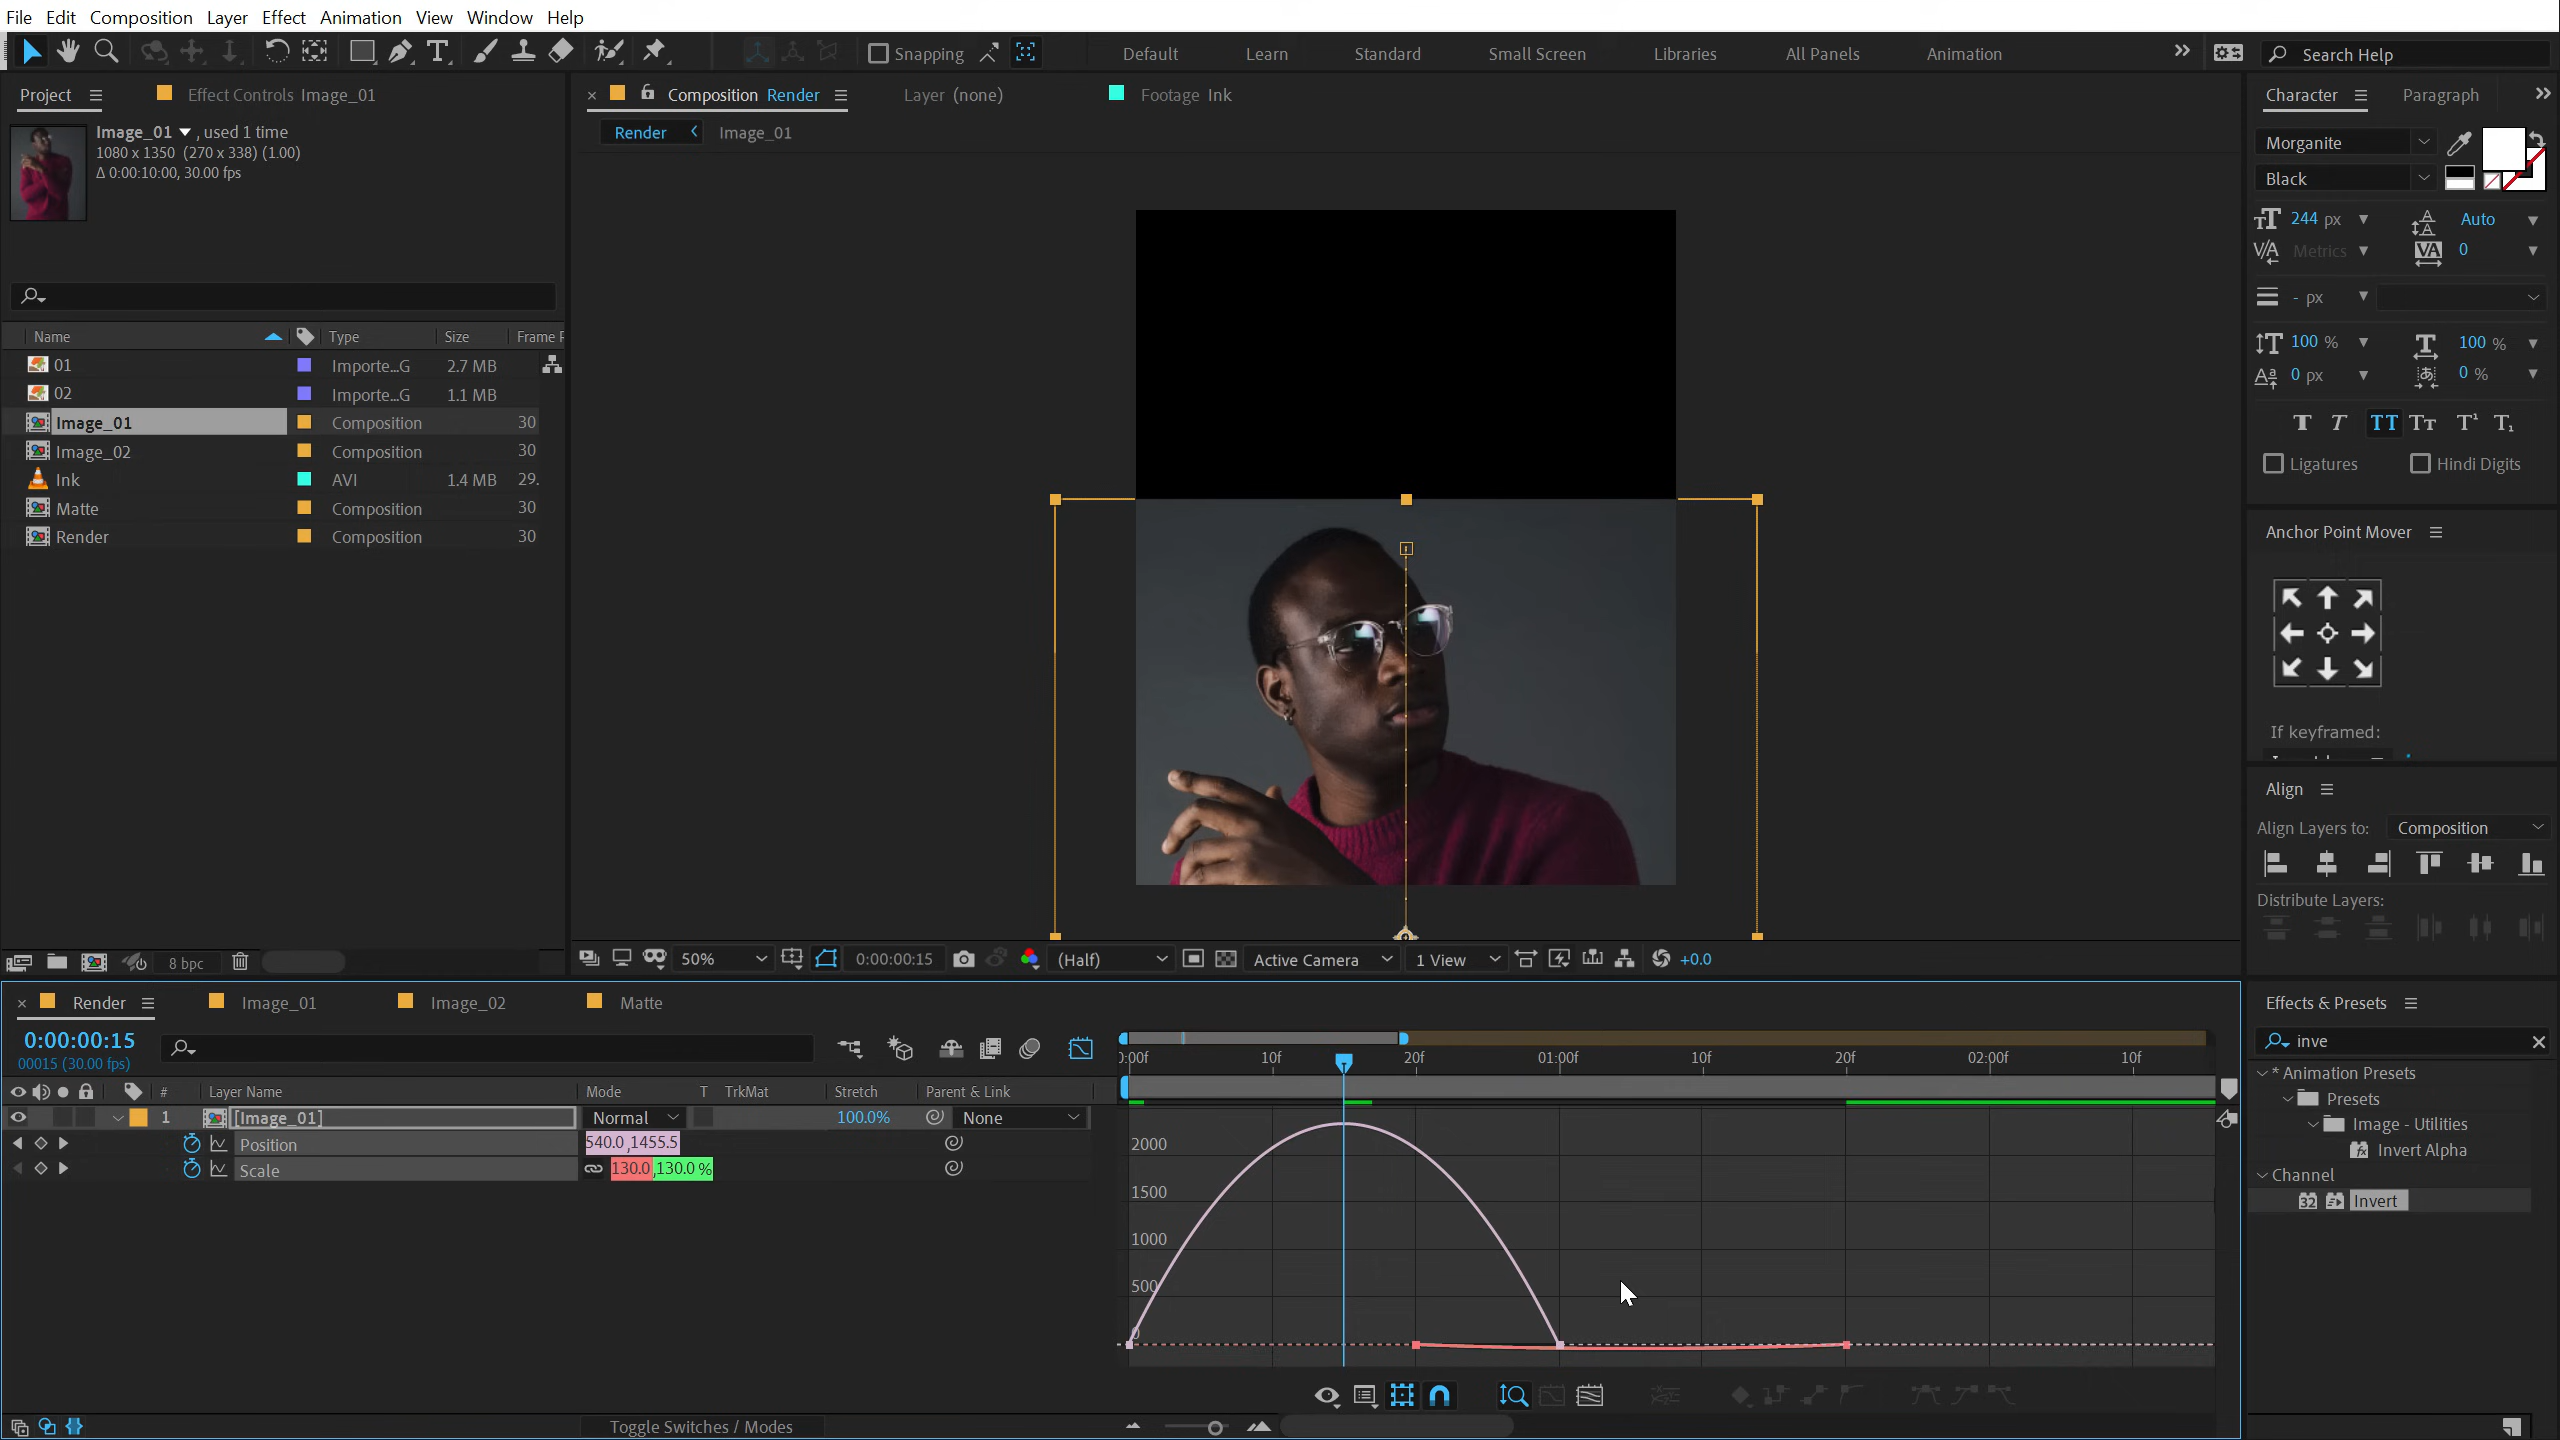 File Edit Composition Layer Effect Animation View Window Help
Snapping Default Learn Standard Small Screen Libraries All Panels Animation Search Help
Project Effect Controls Image_01 Composition Render Layer (none) Footage Ink Character Paragraph
Image_01 , used 1 time
1080 x 1350 (270 x 338) (1.00)
Δ 0:00:10:00, 30.00 fps
Render Image_01
Morganite
Black
244 px Auto
Metrics 0
- px
100 % 100 %
0 px 0 %
TT Tt T¹ T₁
Ligatures Hindi Digits
Name Type Size Frame
01 Importe...G 2.7 MB
02 Importe...G 1.1 MB
Image_01 Composition 30
Image_02 Composition 30
Ink AVI 1.4 MB 29.
Matte Composition 30
Render Composition 30
Anchor Point Mover
If keyframed:
Align
Align Layers to: Composition
Distribute Layers:
8 bpc 50% 0:00:00:15 (Half) Active Camera 1 View +0.0
Render Image_01 Image_02 Matte
0:00:00:15
00015 (30.00 fps)
0:00f 10f 20f 01:00f 10f 20f 02:00f 10f
# Layer Name Mode T TrkMat Stretch Parent & Link
1 [Image_01] Normal 100.0% None
Position 540.0,1455.5
Scale 130.0,130.0 %
2000
1500
1000
500
0
Toggle Switches / Modes
Effects & Presets
inve
* Animation Presets
Presets
Image - Utilities
Invert Alpha
Channel
32 Invert